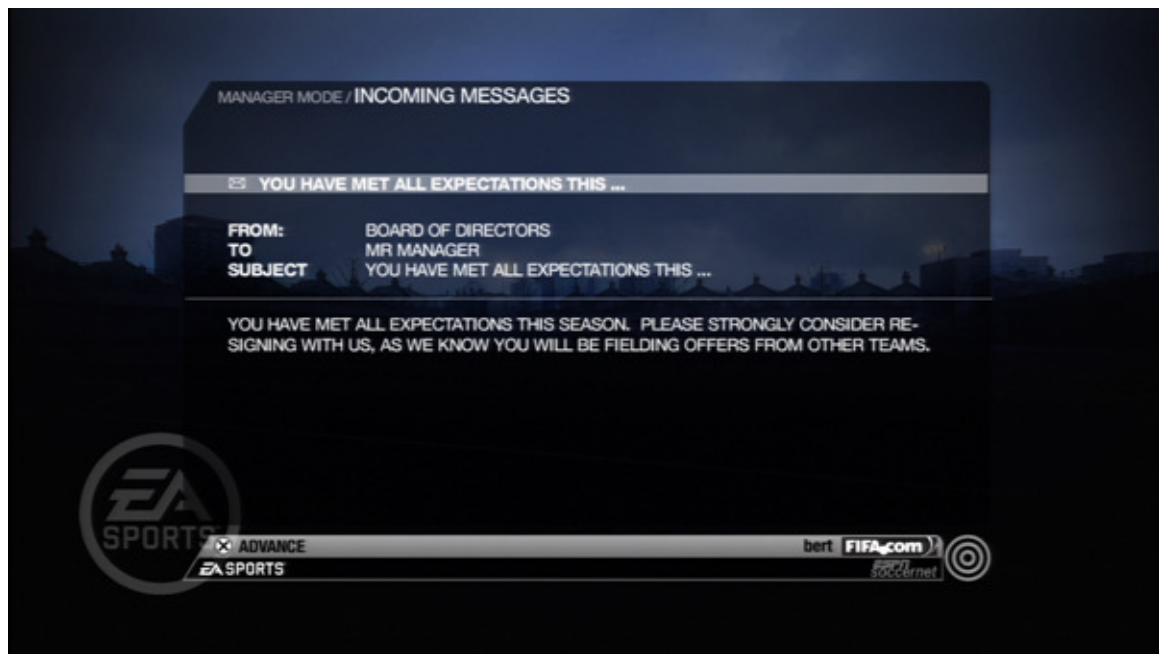 MANAGER MODE / INCOMING MESSAGES
YOU HAVE MET ALL EXPECTATIONS THIS ...
FROM: BOARD OF DIRECTORS
TO MR MANAGER
SUBJECT YOU HAVE MET ALL EXPECTATIONS THIS ...
YOU HAVE MET ALL EXPECTATIONS THIS SEASON. PLEASE STRONGLY CONSIDER RE-
SIGNING WITH US, AS WE KNOW YOU WILL BE FIELDING OFFERS FROM OTHER TEAMS.
EA
SPORTS
ADVANCE bert FIFA.com
EA SPORTS ESPN
soccernet